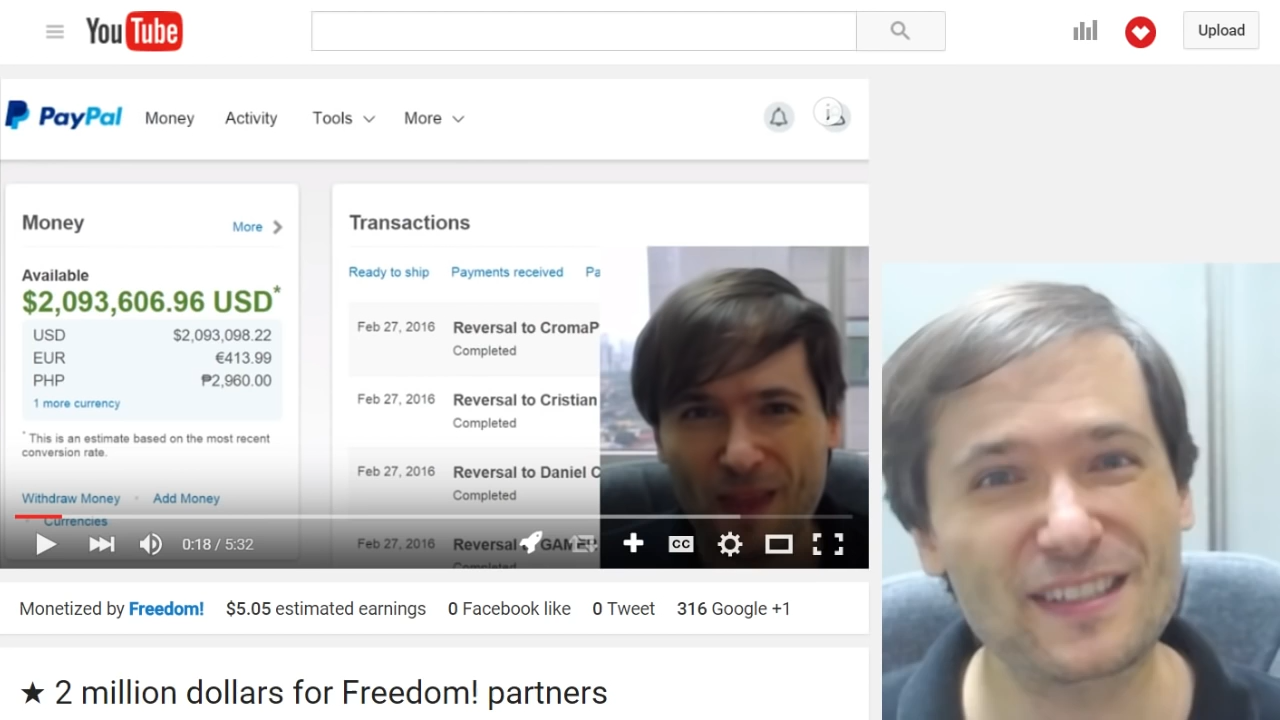 YouTube
Upload
PayPal Money Activity Tools More
Money More
Transactions
Available
$2,093,606.96 USD*
USD $2,093,098.22
EUR €413.99
PHP ₱2,960.00
1 more currency
* This is an estimate based on the most recent
conversion rate.
Withdraw Money Add Money
Currencies
Ready to ship Payments received Pa
Feb 27, 2016 Reversal to CromaP
Completed
Feb 27, 2016 Reversal to Cristian
Completed
Feb 27, 2016 Reversal to Daniel C
Completed
Feb 27, 2016 Reversal GAME
0:18 / 5:32
CC
Monetized by Freedom! $5.05 estimated earnings 0 Facebook like 0 Tweet 316 Google +1
★ 2 million dollars for Freedom! partners